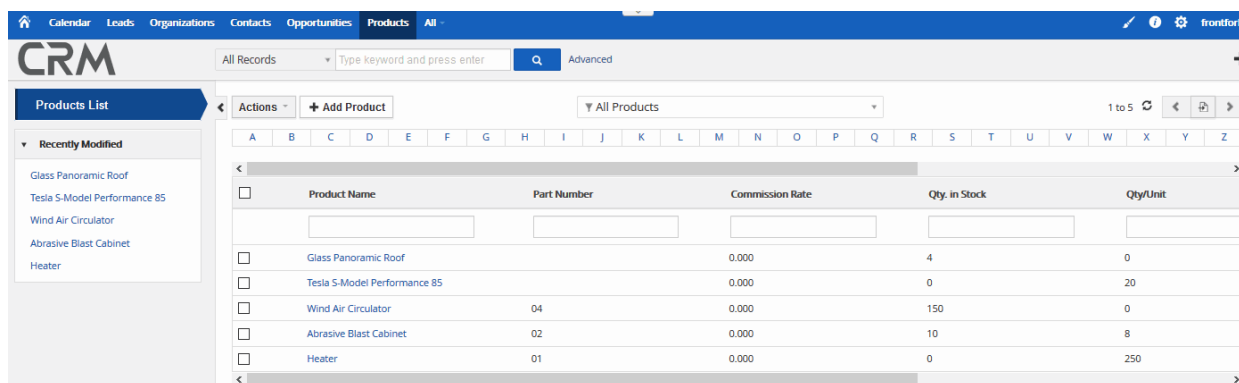 Calendar Leads Organizations Contacts Opportunities Products All
CRM
All Records Type keyword and press enter Advanced
Products List
Actions + Add Product All Products 1 to 5
A B C D E F G H I J K L M N O P Q R S T U V W X Y Z
Recently Modified
Glass Panoramic Roof
Tesla S-Model Performance 85
Wind Air Circulator
Abrasive Blast Cabinet
Heater
Product Name Part Number Commission Rate Qty. in Stock Qty/Unit
Glass Panoramic Roof 0.000 4 0
Tesla S-Model Performance 85 0.000 0 20
Wind Air Circulator 04 0.000 150 0
Abrasive Blast Cabinet 02 0.000 10 8
Heater 01 0.000 0 250